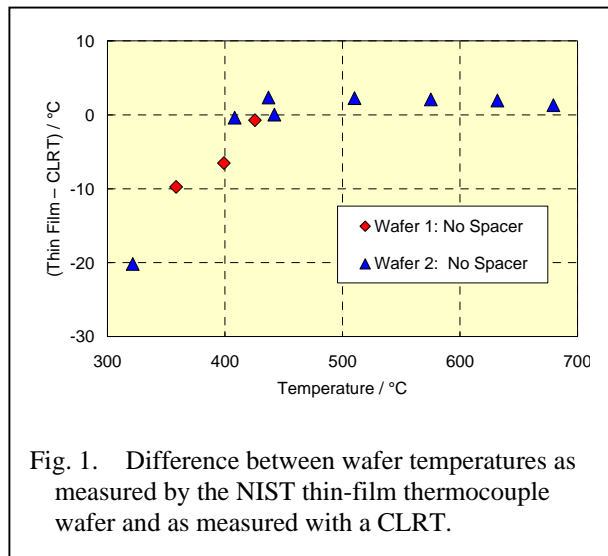 10
0
-10
-20
-30
(Thin Film – CLRT) / °C
Wafer 1: No Spacer
Wafer 2: No Spacer
300 400 500 600 700
Temperature / °C
Fig. 1. Difference between wafer temperatures as
measured by the NIST thin-film thermocouple
wafer and as measured with a CLRT.